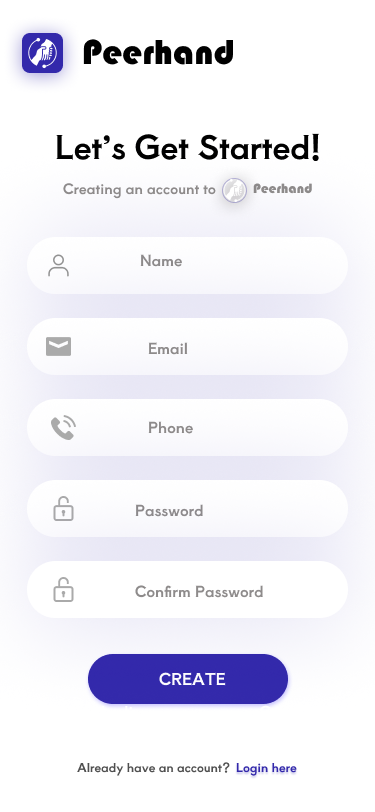 Peerhand
Let's Get Started!
Creating an account to Peerhand
Name
Email
Phone
Password
Confirm Password
CREATE
Already have an account? Login here